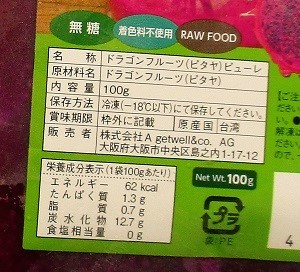 無糖 着色料不使用 RAW FOOD
名称 ドラゴンフルーツ(ピタヤ)ピューレ
原材料名 ドラゴンフルーツ(ピタヤ)
内容量 100g
保存方法 冷凍(−18℃以下)にて保存してください。
賞味期限 枠外に記載 原産国 台湾
販売者 株式会社A getwell&co. AG
大阪府大阪市中央区島之内1-17-12
栄養成分表示(1袋100gあたり)
エネルギー 62 kcal
たんぱく質 1.3 g
脂質 0.7 g
炭水化物 12.7 g
食塩相当量 0 g
Net Wt. 100g
プラ
袋:PE
4